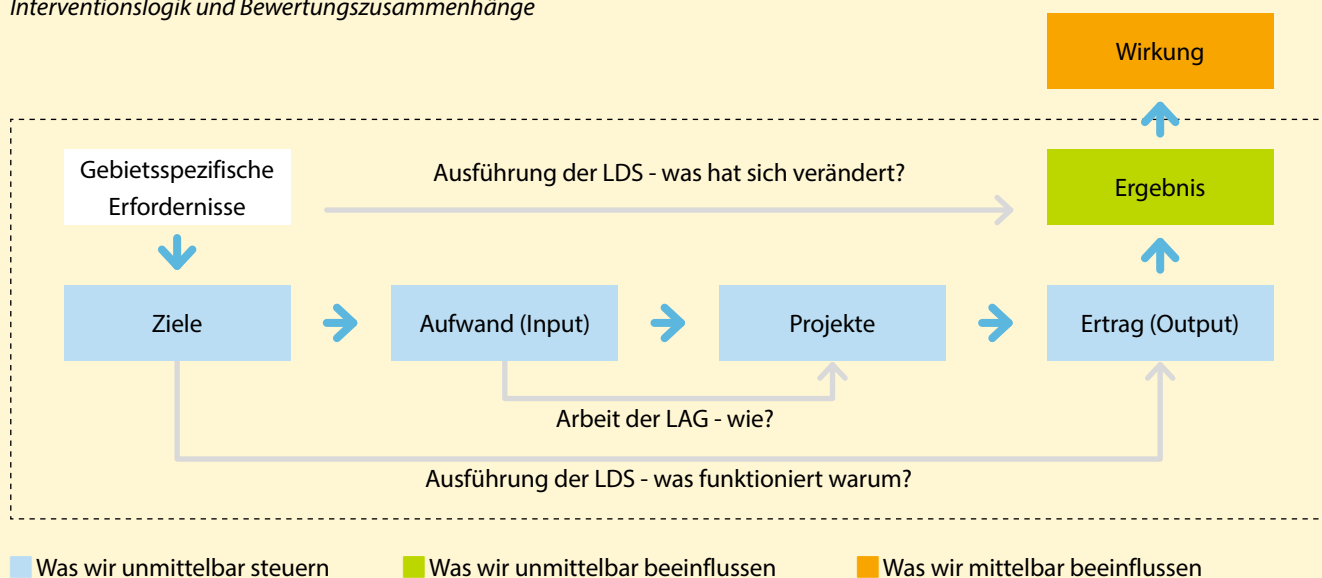 Interventionslogik und Bewertungszusammenhänge
Wirkung
Gebietsspezifische
Erfordernisse
Ausführung der LDS - was hat sich verändert?
Ergebnis
Ziele
Aufwand (Input)
Projekte
Ertrag (Output)
Arbeit der LAG - wie?
Ausführung der LDS - was funktioniert warum?
Was wir unmittelbar steuern
Was wir unmittelbar beeinflussen
Was wir mittelbar beeinflussen